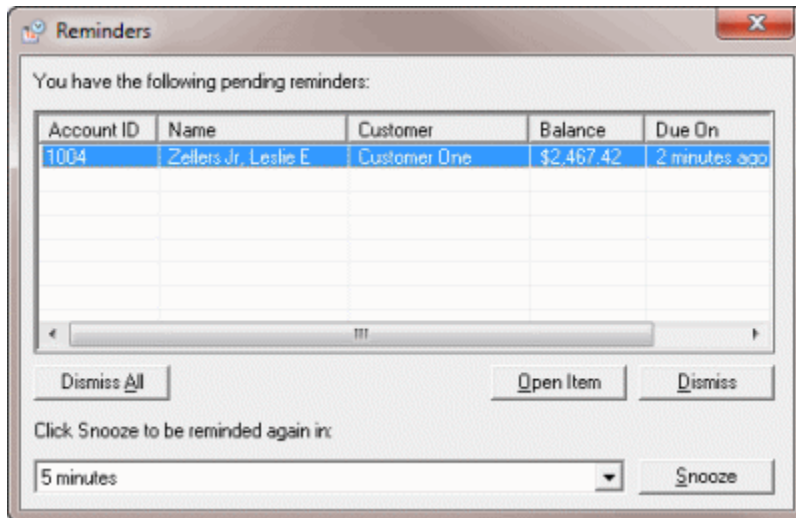 Reminders
You have the following pending reminders:
Account ID Name Customer Balance Due On
1004 Zellers Jr, Leslie E Customer One $2,467.42 2 minutes ago
Dismiss All Open Item Dismiss
Click Snooze to be reminded again in:
5 minutes Snooze